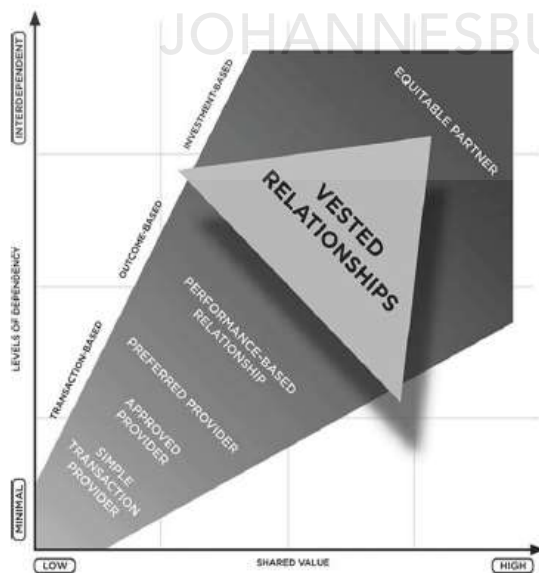 JOHANNESBU
INTERDEPENDENT
LEVELS OF DEPENDENCY
MINIMAL
INVESTMENT-BASED
OUTCOME-BASED
TRANSACTION-BASED
EQUITABLE PARTNER
VESTED
RELATIONSHIPS
PERFORMANCE-BASED
RELATIONSHIP
PREFERRED PROVIDER
APPROVED
PROVIDER
SIMPLE
TRANSACTION
PROVIDER
LOW
SHARED VALUE
HIGH